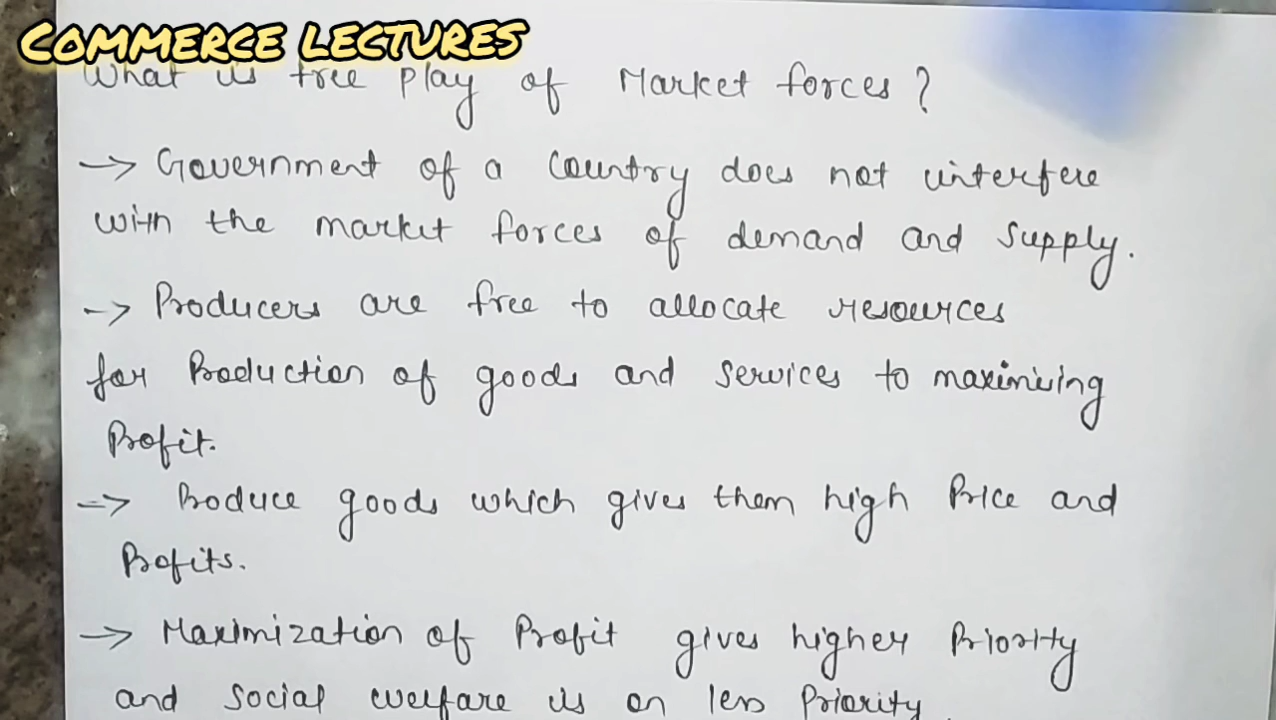 COMMERCE LECTURES
What is free play of Market forces ?
→ Government of a Country does not interfere
with the market forces of demand and supply.
→ Producers are free to allocate resources
for Production of goods and services to maximizing
Profit.
→ Produce goods which gives them high Price and
Profits.
→ Maximization of Profit gives higher Priority
and social welfare is on less Priority.